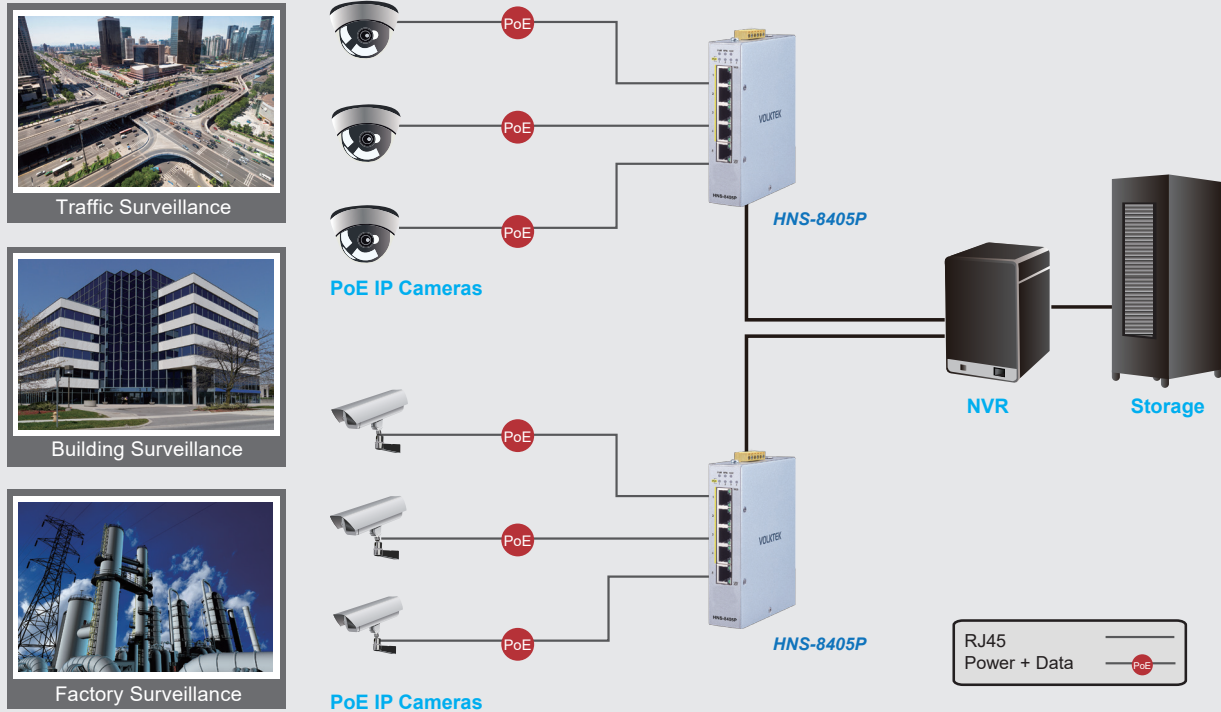 Traffic Surveillance
Building Surveillance
Factory Surveillance
PoE
PoE
PoE
PoE IP Cameras
VOLKTEK
HNS-8405P
HNS-8405P
PoE
PoE
PoE
PoE IP Cameras
VOLKTEK
HNS-8405P
HNS-8405P
NVR
Storage
RJ45
Power + Data
PoE